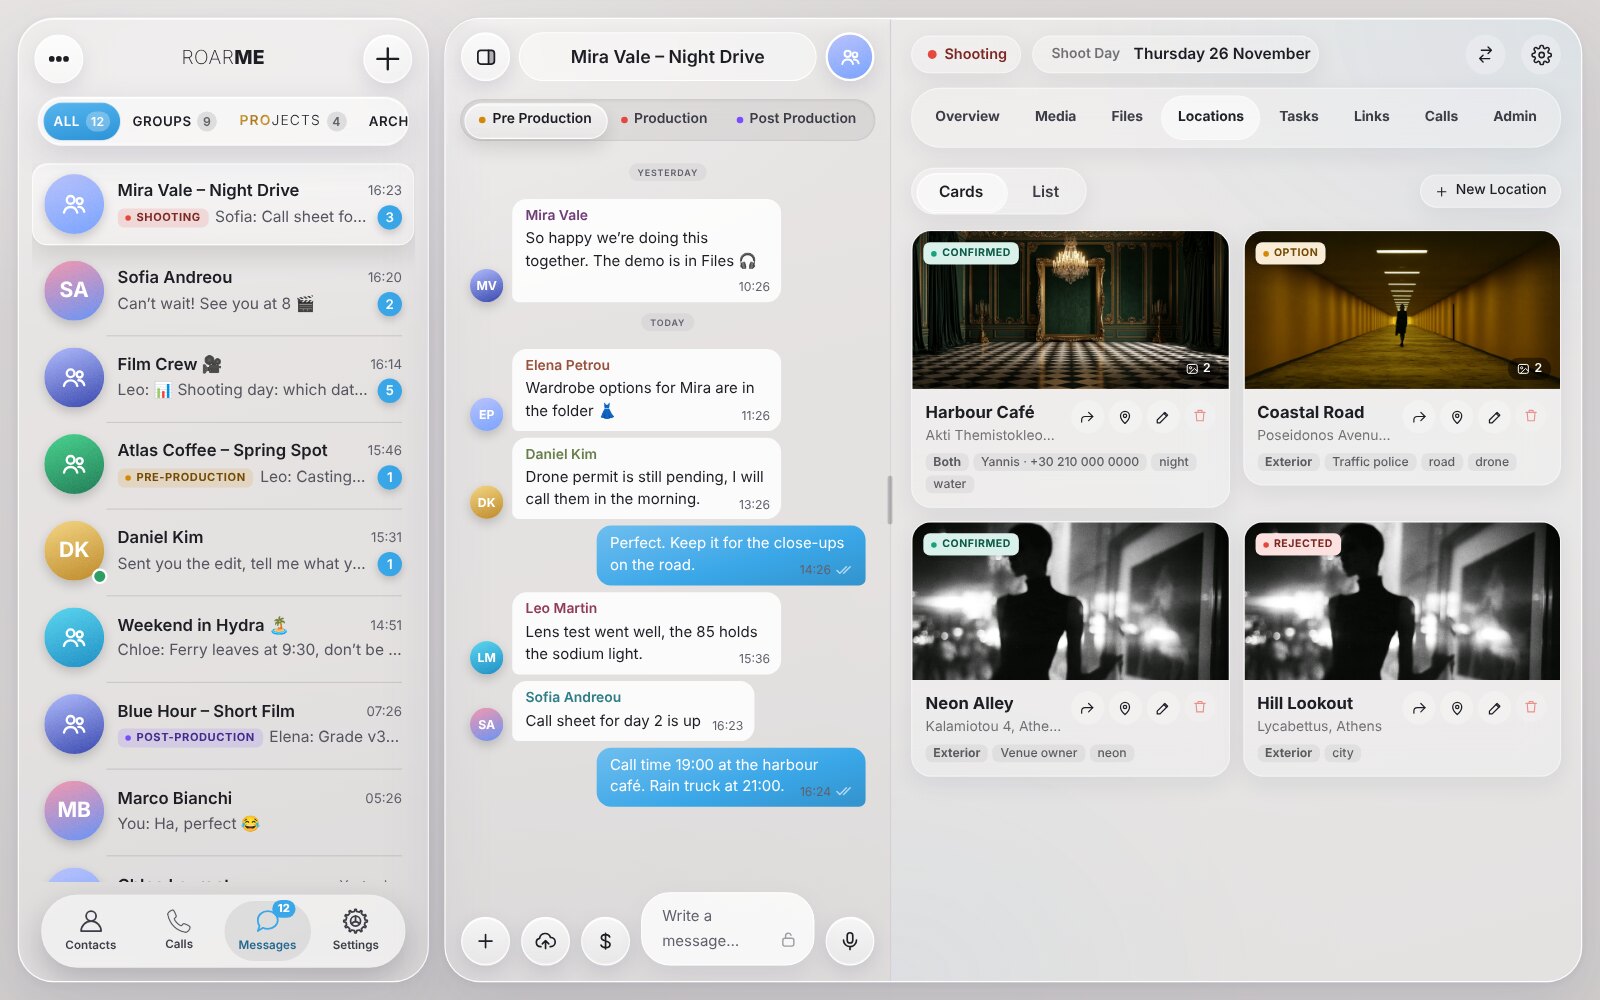 ROARME
ALL 12
GROUPS 9
PROJECTS 4
ARCH
Mira Vale – Night Drive
16:23
SHOOTING
Sofia: Call sheet fo...
3
Sofia Andreou
16:20
Can’t wait! See you at 8 🎬
2
SA
Film Crew 🎥
16:14
Leo: 📊 Shooting day: which dat...
5
Atlas Coffee – Spring Spot
15:46
PRE-PRODUCTION
Leo: Casting...
1
DK
Daniel Kim
15:31
Sent you the edit, tell me what y...
1
Weekend in Hydra 🏝️
14:51
Chloe: Ferry leaves at 9:30, don’t be ...
Blue Hour – Short Film
07:26
POST-PRODUCTION
Elena: Grade v3...
MB
Marco Bianchi
05:26
You: Ha, perfect 😂
Contacts
Calls
12
Messages
Settings
Mira Vale – Night Drive
Pre Production
Production
Post Production
YESTERDAY
Mira Vale
So happy we’re doing this
together. The demo is in Files 🎧
10:26
MV
TODAY
Elena Petrou
Wardrobe options for Mira are in
the folder 👗
11:26
EP
Daniel Kim
Drone permit is still pending, I will
call them in the morning.
13:26
DK
Perfect. Keep it for the close-ups
on the road.
14:26
Leo Martin
Lens test went well, the 85 holds
the sodium light.
15:36
LM
Sofia Andreou
Call sheet for day 2 is up
16:23
SA
Call time 19:00 at the harbour
café. Rain truck at 21:00.
16:24
$
Write a
message...
Shooting
Shoot Day Thursday 26 November
Overview
Media
Files
Locations
Tasks
Links
Calls
Admin
Cards
List
+ New Location
CONFIRMED
2
Harbour Café
Akti Themistokleo...
Both
Yannis · +30 210 000 0000
night
water
OPTION
2
Coastal Road
Poseidonos Avenu...
Exterior
Traffic police
road
drone
CONFIRMED
Neon Alley
Kalamiotou 4, Athe...
Exterior
Venue owner
neon
REJECTED
Hill Lookout
Lycabettus, Athens
Exterior
city